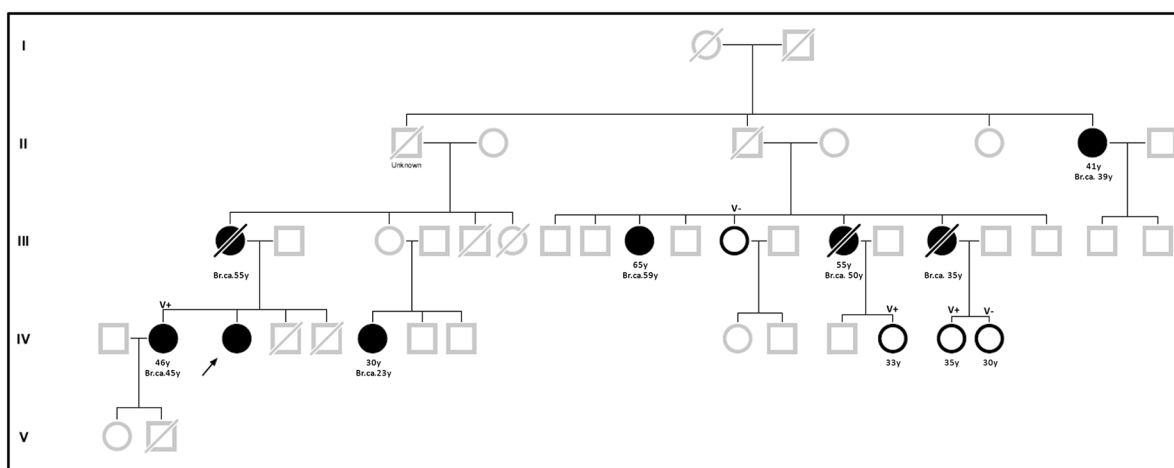 I
II
Unknown
41y
Br.ca. 39y
V-
III
Br.ca.55y
65y
Br.ca.59y
55y
Br.ca. 50y
Br.ca. 35y
V+
V+
V+
V-
IV
46y
Br.ca.45y
30y
Br.ca.23y
33y
35y
30y
V